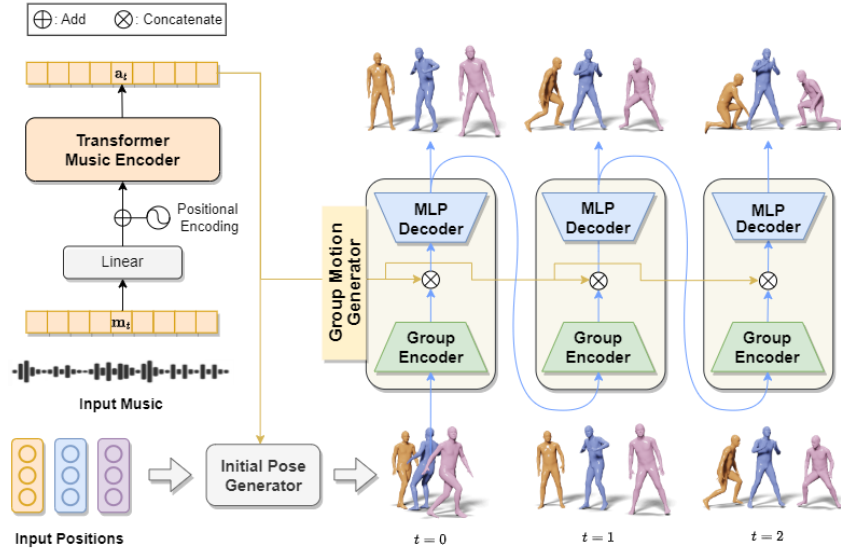 ⊕: Add ⊗: Concatenate
a_t
Transformer
Music Encoder
Positional
Encoding
Linear
m_t
Input Music
Input Positions
Initial Pose
Generator
Group Motion
Generator
MLP
Decoder
Group
Encoder
MLP
Decoder
Group
Encoder
MLP
Decoder
Group
Encoder
t = 0
t = 1
t = 2